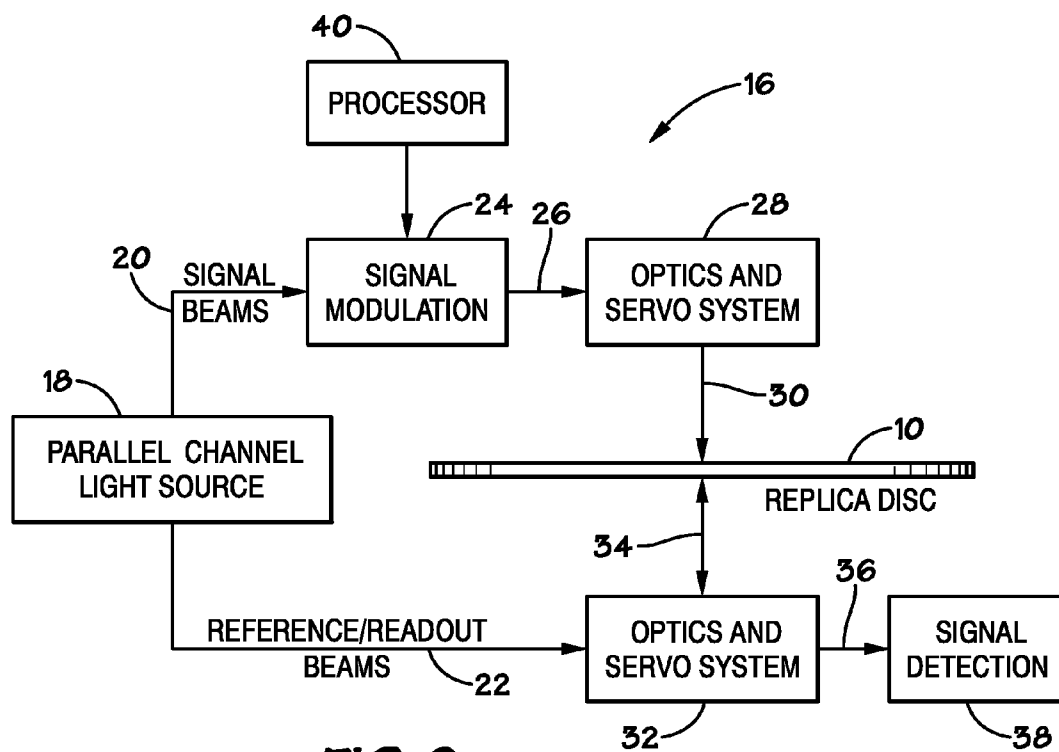 40
PROCESSOR
16
24
26
28
20
SIGNAL
BEAMS
SIGNAL
MODULATION
OPTICS AND
SERVO SYSTEM
18
30
10
PARALLEL CHANNEL
LIGHT SOURCE
REPLICA DISC
34
36
REFERENCE/READOUT
BEAMS
22
OPTICS AND
SERVO SYSTEM
SIGNAL
DETECTION
32
38